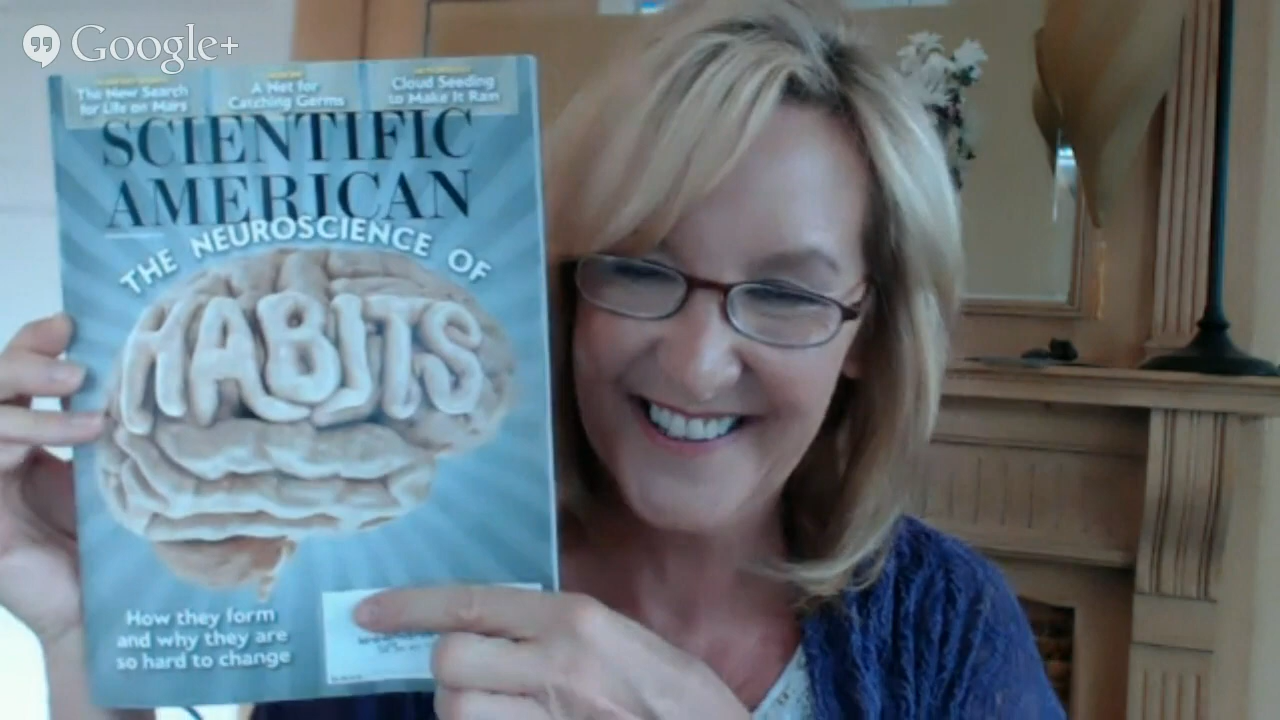 Google+
The New Search
for Life on Mars
A Net for
Catching Germs
Cloud Seeding
to Make It Rain
SCIENTIFIC
AMERICAN
THE NEUROSCIENCE OF
HABITS
How they form
and why they are
so hard to change